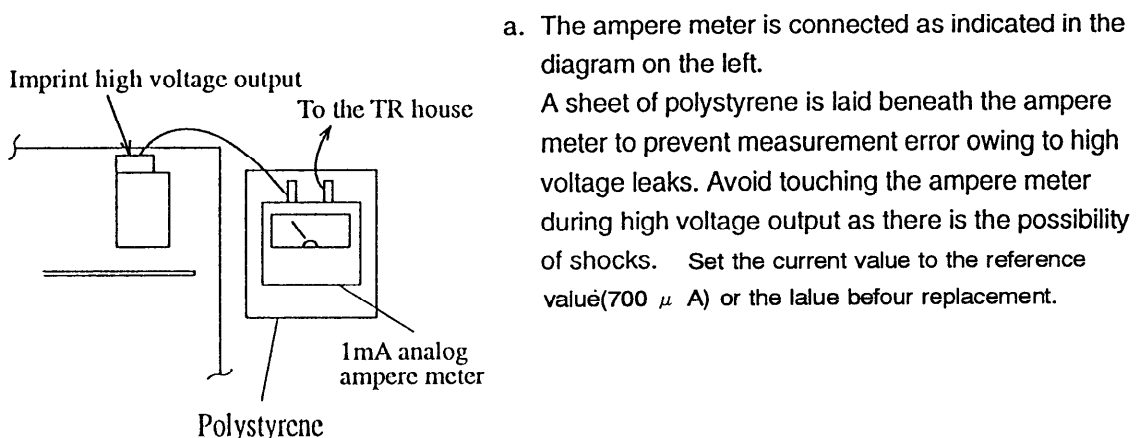 a. The ampere meter is connected as indicated in the
diagram on the left.
A sheet of polystyrene is laid beneath the ampere
meter to prevent measurement error owing to high
voltage leaks. Avoid touching the ampere meter
during high voltage output as there is the possibility
of shocks. Set the current value to the reference
value(700 μ A) or the lalue befour replacement.
Imprint high voltage output
To the TR house
1mA analog
ampere meter
Polystyrene